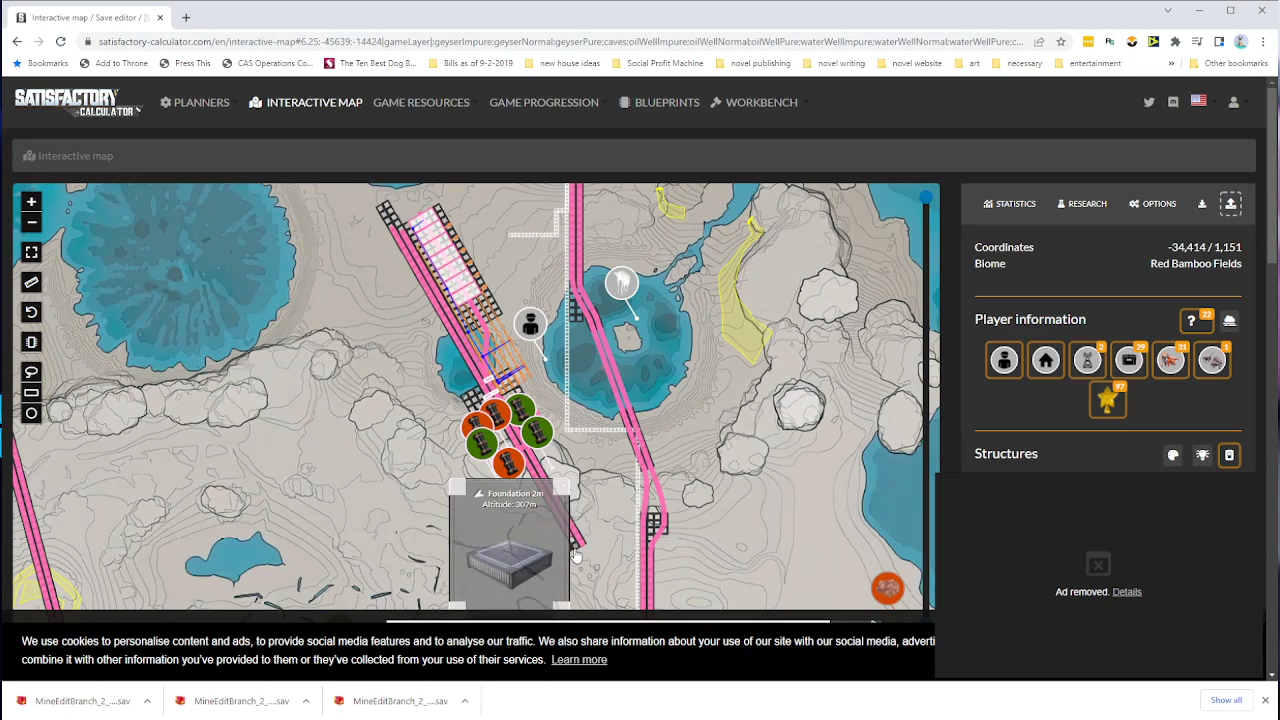 Interactive map / Save editor / [S
satisfactory-calculator.com/en/interactive-map#6.25;-45639;-14424|gameLayer|geyserImpure;geyserNormal;geyserPure;caves;oilWellImpure;oilWellNormaloilWellPure;waterWellImpure;waterWellNormal;waterWellPure;c...
Bookmarks
Add to Throne
Press This
CAS Operations Co...
The Ten Best Dog B...
Bills as of 9-2-2019
new house ideas
Social Profit Machine
novel publishing
novel writing
novel website
art
necessary
entertainment
»
Other bookmarks
SATISFACTORY
CALCULATOR
PLANNERS
INTERACTIVE MAP
GAME RESOURCES
GAME PROGRESSION
BLUEPRINTS
WORKBENCH
Interactive map
STATISTICS
RESEARCH
OPTIONS
Coordinates -34,414 / 1,151
Biome Red Bamboo Fields
Player information
? 22
2
29
31
1
97
Structures
Foundation 2m
Altitude: 307m
Ad removed. Details
We use cookies to personalise content and ads, to provide social media features and to analyse our traffic. We also share information about your use of our site with our social media, adverti
combine it with other information you've provided to them or they've collected from your use of their services. Learn more
MineEditBranch_2_....sav
MineEditBranch_2_....sav
MineEditBranch_2_....sav
Show all